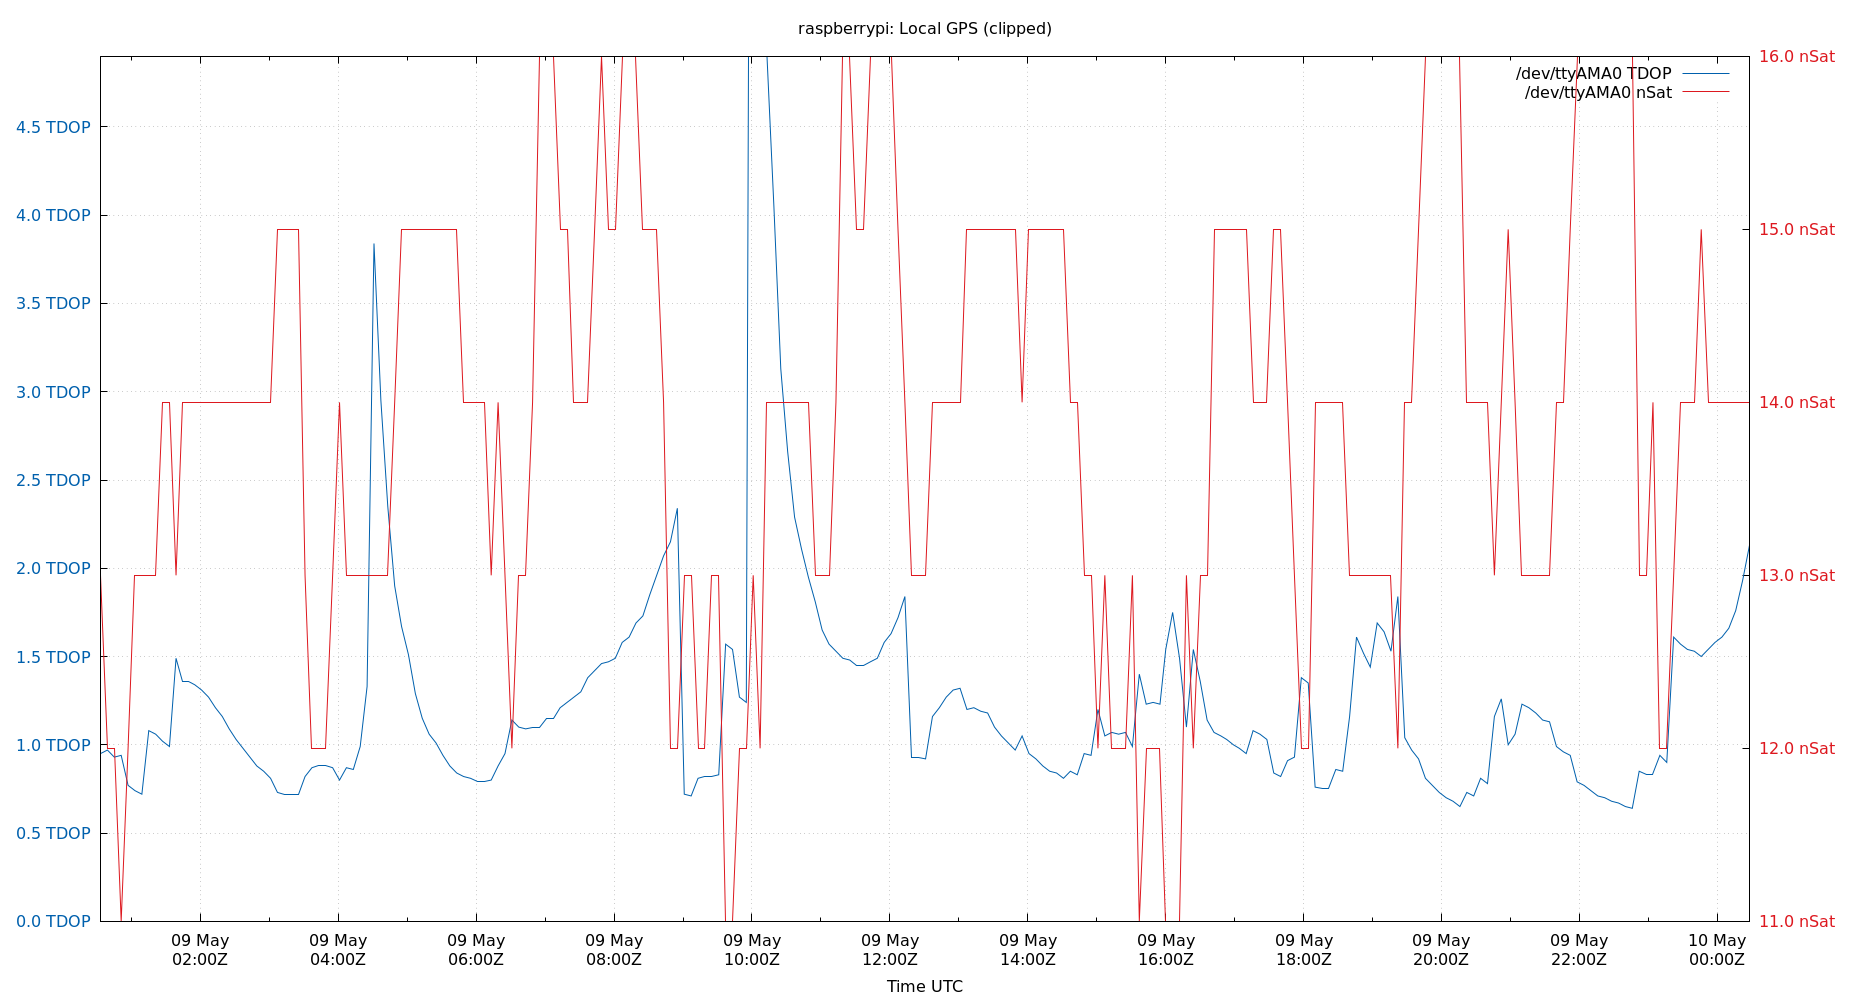 raspberrypi: Local GPS (clipped)
/dev/ttyAMA0 TDOP
/dev/ttyAMA0 nSat
4.5 TDOP
4.0 TDOP
3.5 TDOP
3.0 TDOP
2.5 TDOP
2.0 TDOP
1.5 TDOP
1.0 TDOP
0.5 TDOP
0.0 TDOP
16.0 nSat
15.0 nSat
14.0 nSat
13.0 nSat
12.0 nSat
11.0 nSat
09 May
02:00Z
09 May
04:00Z
09 May
06:00Z
09 May
08:00Z
09 May
10:00Z
09 May
12:00Z
09 May
14:00Z
09 May
16:00Z
09 May
18:00Z
09 May
20:00Z
09 May
22:00Z
10 May
00:00Z
Time UTC